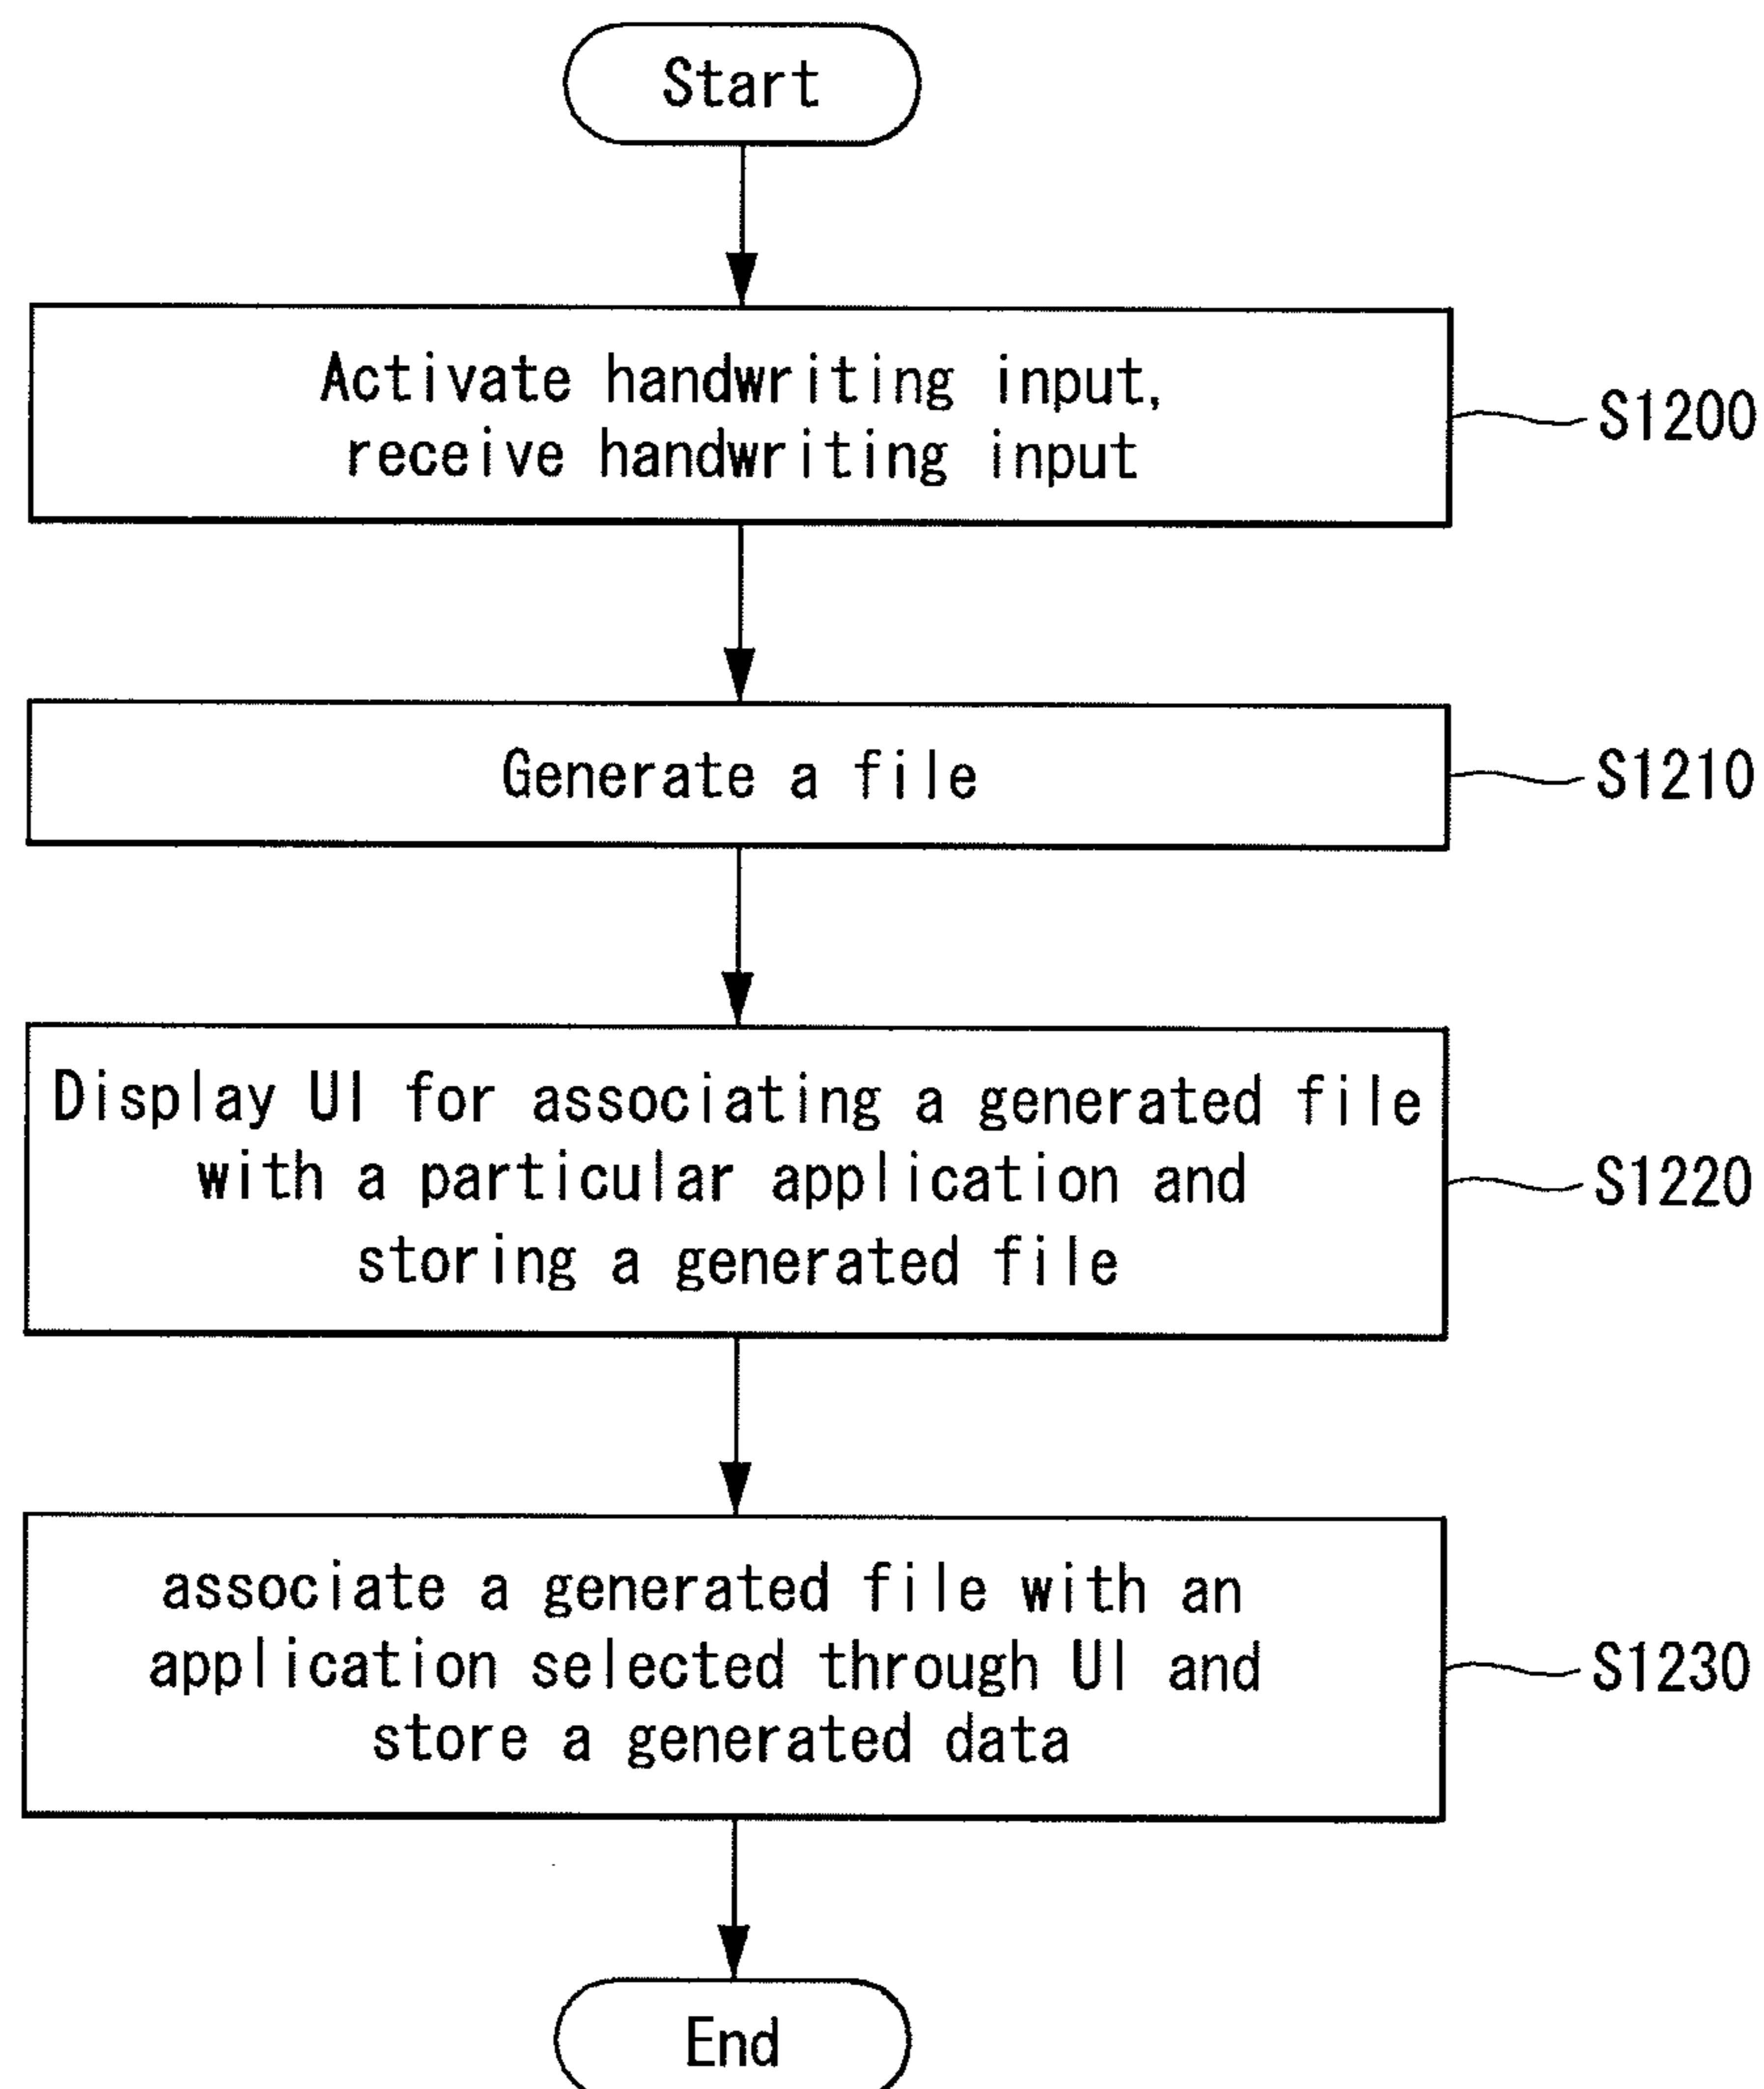 Start
Activate handwriting input,
receive handwriting input
S1200
Generate a file
S1210
Display UI for associating a generated file
with a particular application and
storing a generated file
S1220
associate a generated file with an
application selected through UI and
store a generated data
S1230
End